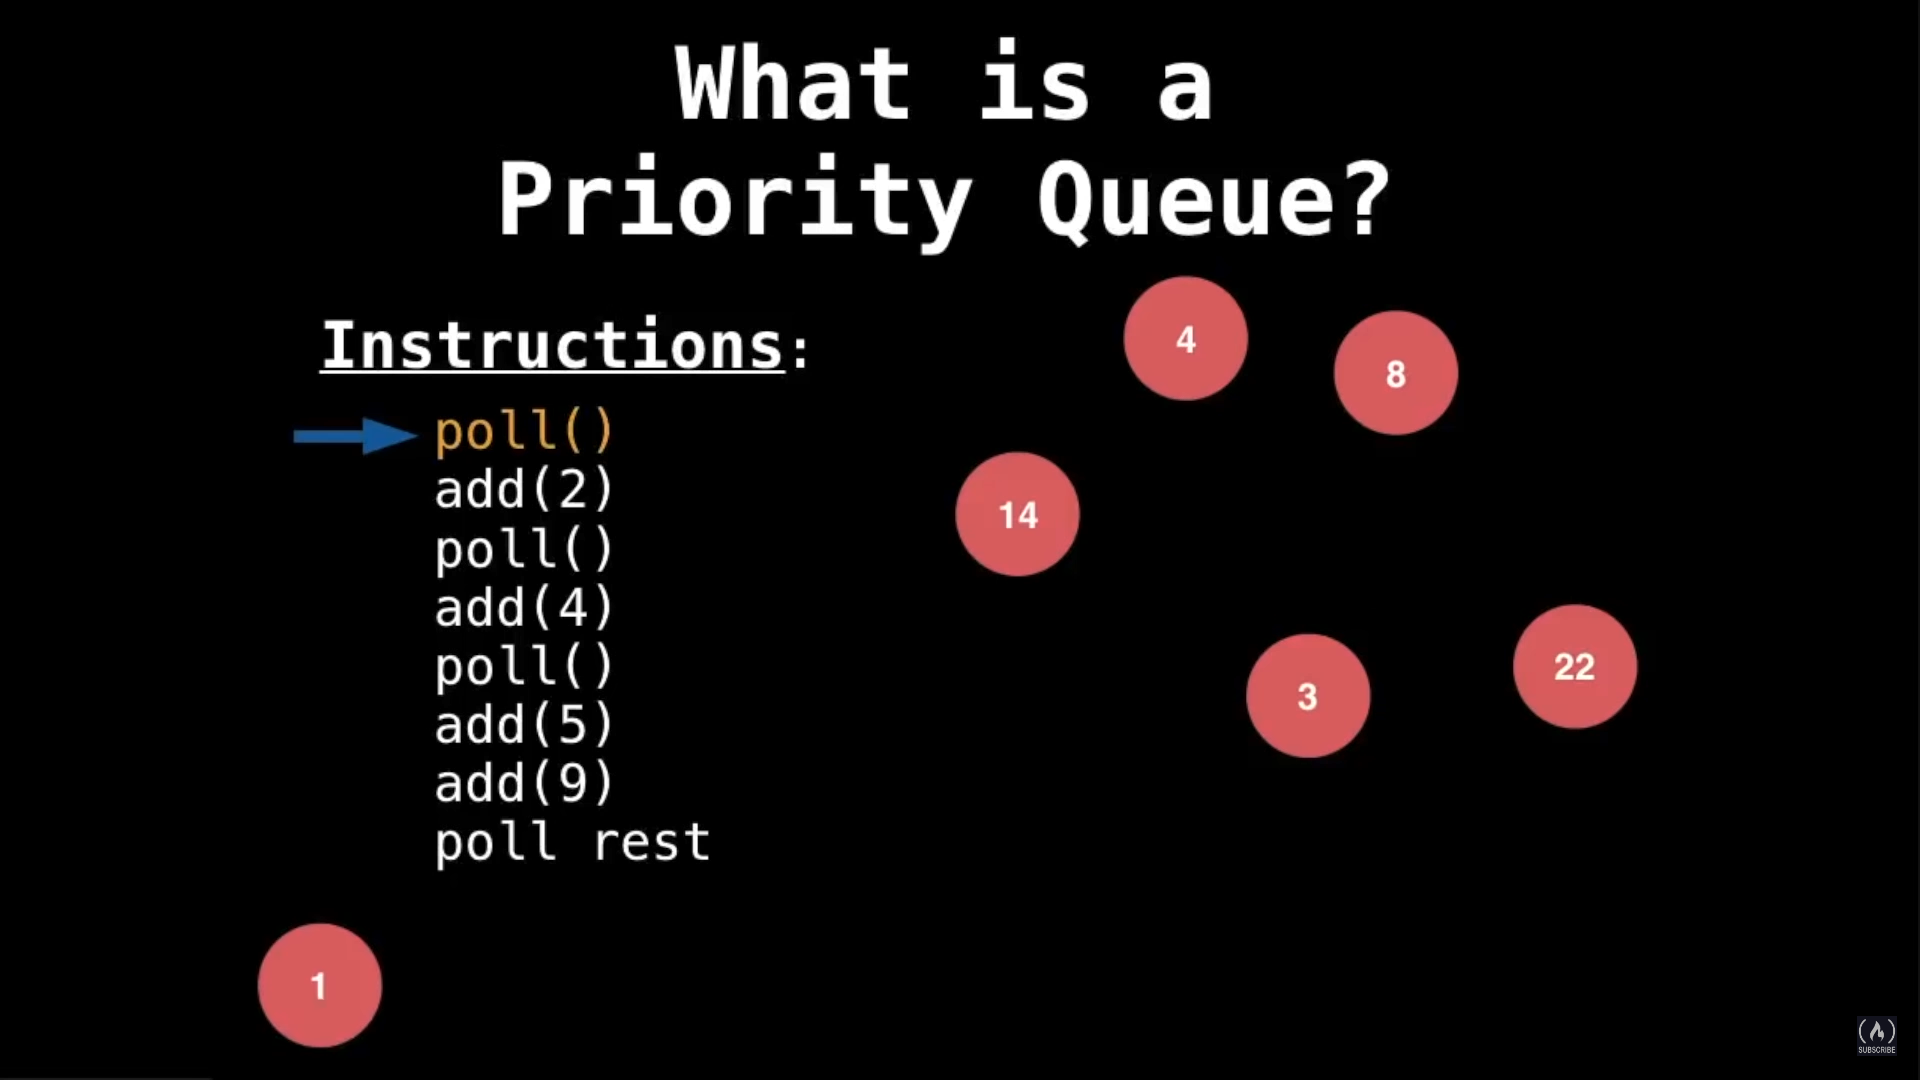 What is a
Priority Queue?
Instructions:
poll()
add(2)
poll()
add(4)
poll()
add(5)
add(9)
poll rest
4
8
14
3
22
1
SUBSCRIBE